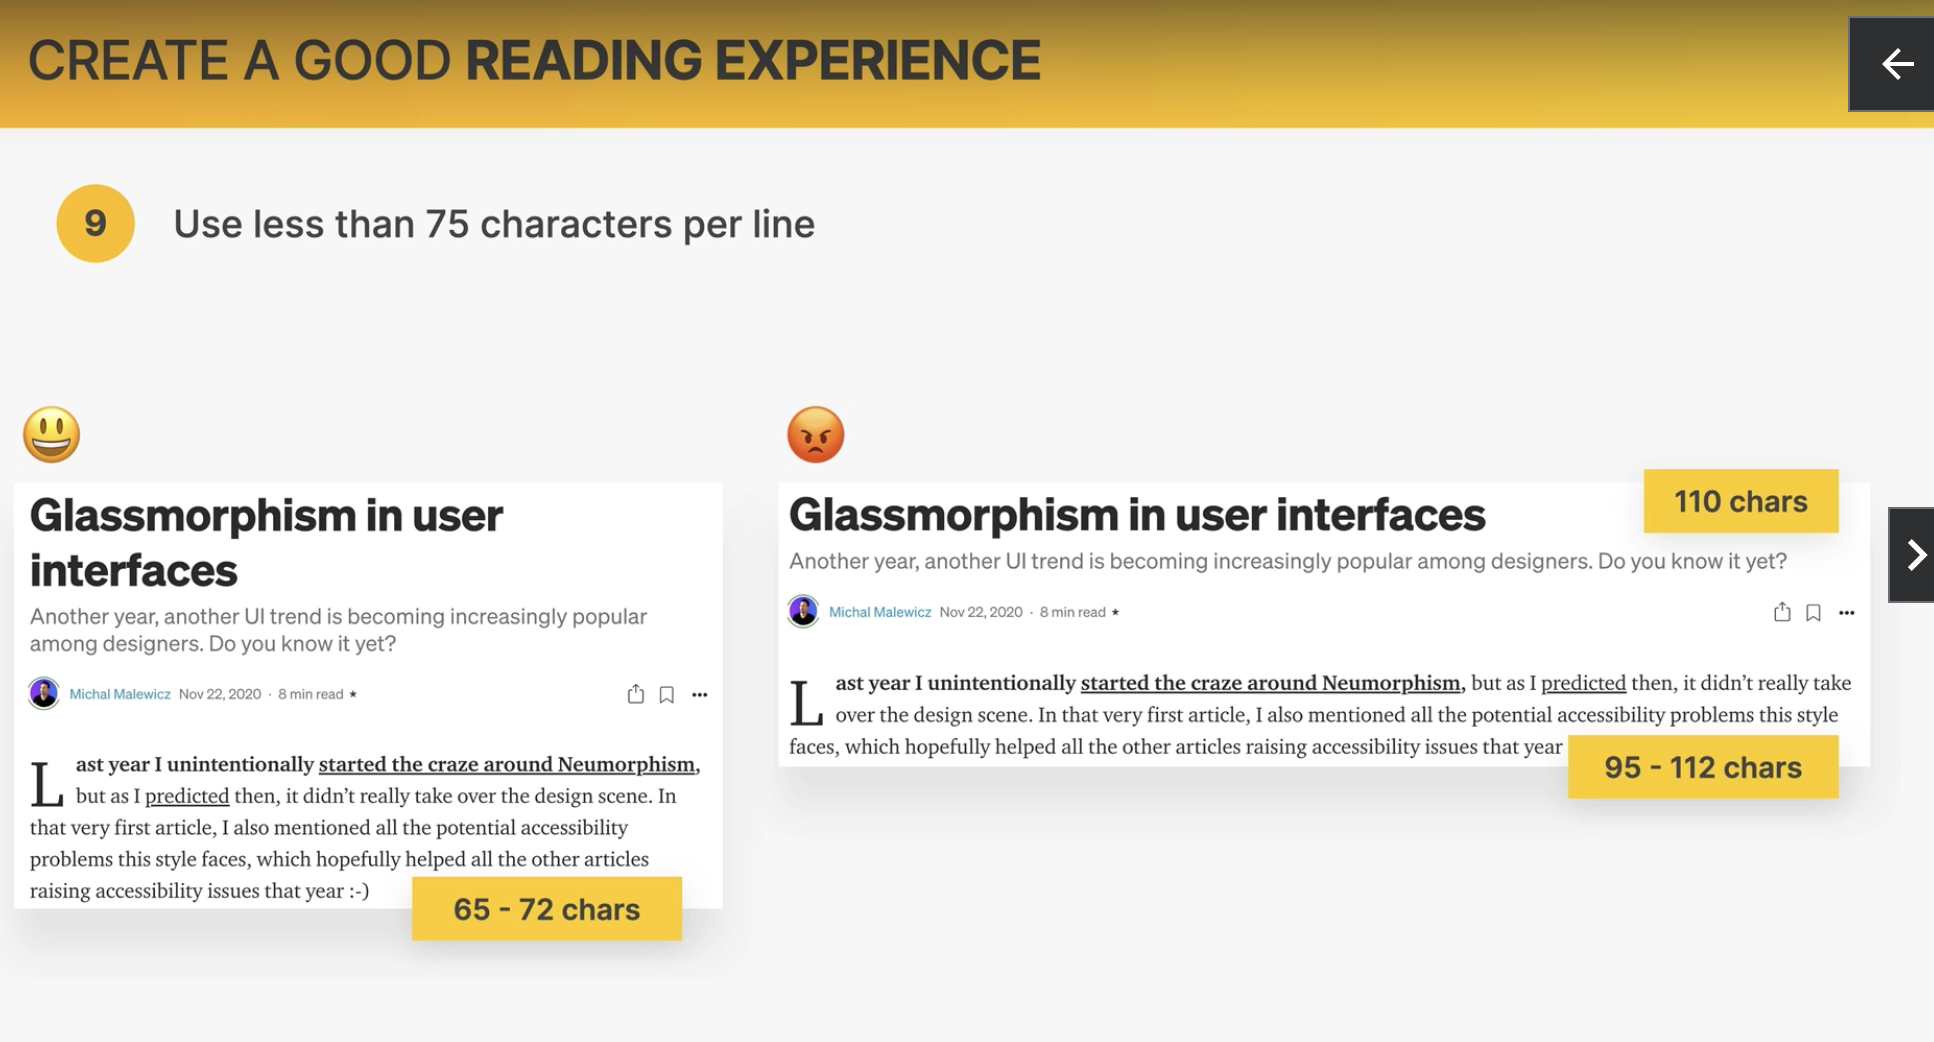 CREATE A GOOD READING EXPERIENCE
9
Use less than 75 characters per line
Glassmorphism in user
interfaces
Another year, another UI trend is becoming increasingly popular
among designers. Do you know it yet?
Michal Malewicz Nov 22, 2020 · 8 min read ★
Last year I unintentionally started the craze around Neumorphism,
but as I predicted then, it didn’t really take over the design scene. In
that very first article, I also mentioned all the potential accessibility
problems this style faces, which hopefully helped all the other articles
raising accessibility issues that year :-)
65 - 72 chars
110 chars
Glassmorphism in user interfaces
Another year, another UI trend is becoming increasingly popular among designers. Do you know it yet?
Michal Malewicz Nov 22, 2020 · 8 min read ★
Last year I unintentionally started the craze around Neumorphism, but as I predicted then, it didn’t really take
over the design scene. In that very first article, I also mentioned all the potential accessibility problems this style
faces, which hopefully helped all the other articles raising accessibility issues that year
95 - 112 chars